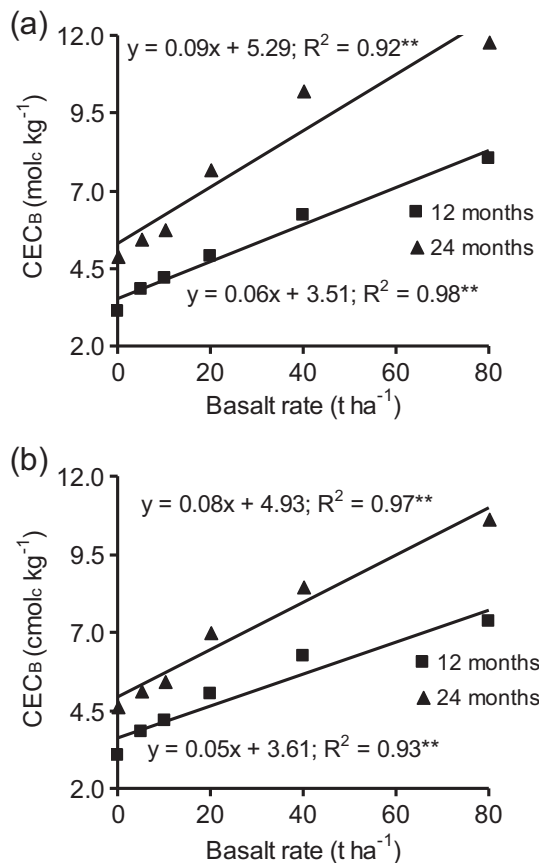 (a)
12.0
y = 0.09x + 5.29; R² = 0.92**
9.5
CECB (molc kg⁻¹)
7.0
■ 12 months
▲ 24 months
4.5
y = 0.06x + 3.51; R² = 0.98**
2.0
0 20 40 60 80
Basalt rate (t ha⁻¹)
(b)
12.0
y = 0.08x + 4.93; R² = 0.97**
9.5
CECB (cmolc kg⁻¹)
7.0
■ 12 months
▲ 24 months
4.5
y = 0.05x + 3.61; R² = 0.93**
2.0
0 20 40 60 80
Basalt rate (t ha⁻¹)